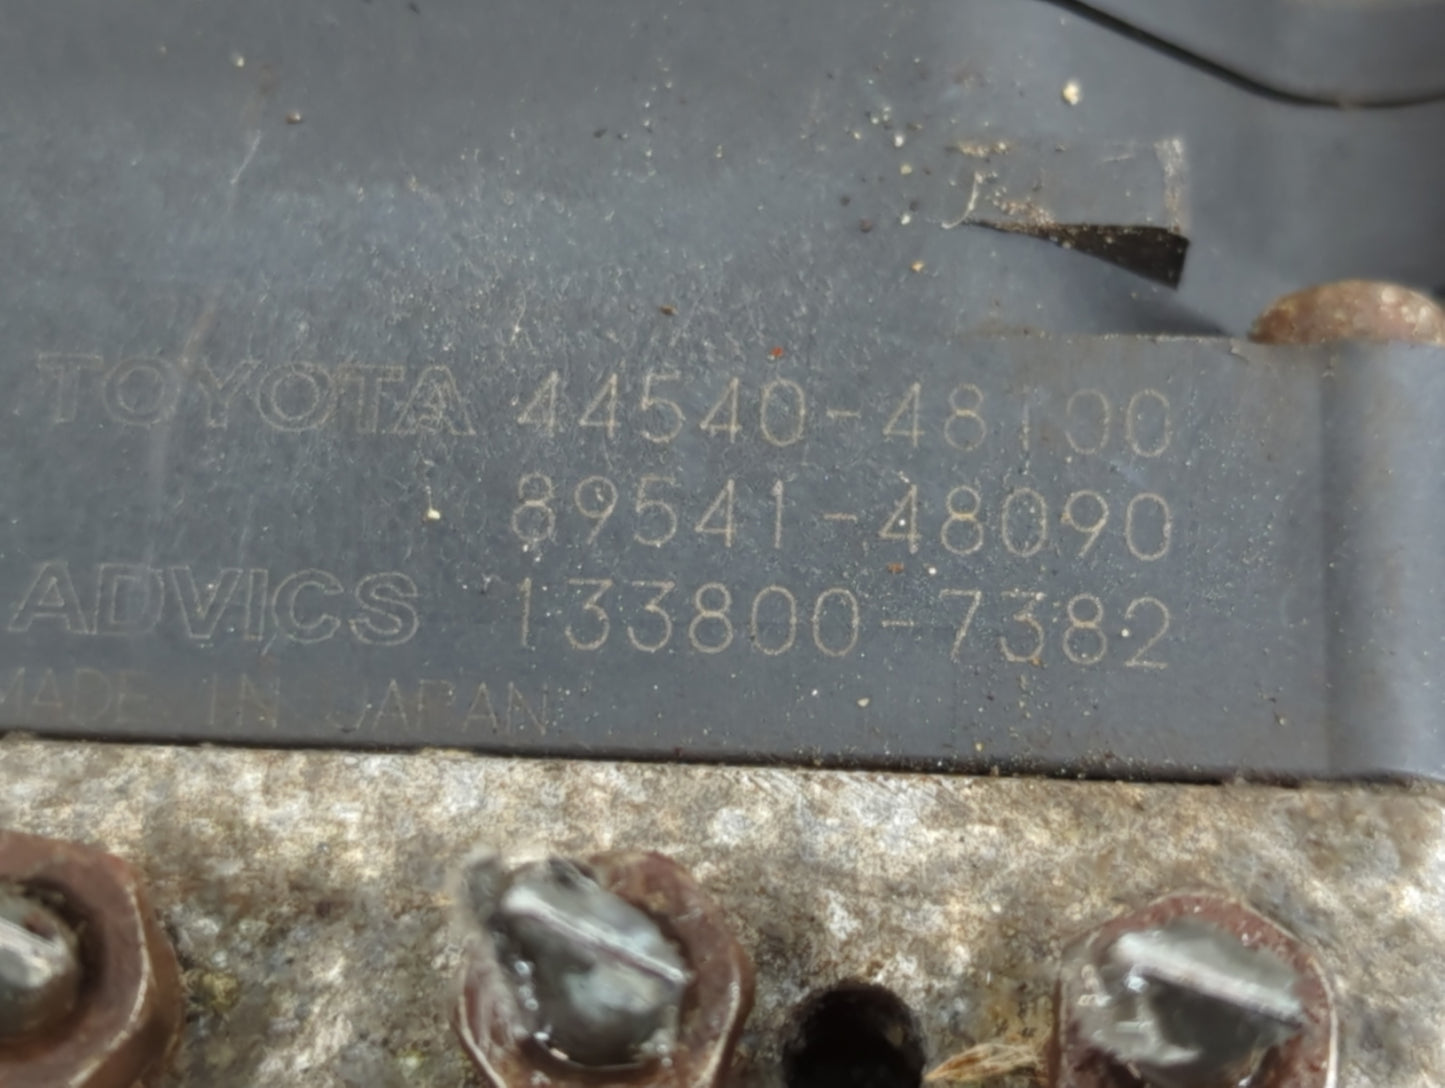 TOYOTA 44540-48100
89541-48090
ADVICS 133800-7382
MADE IN JAPAN